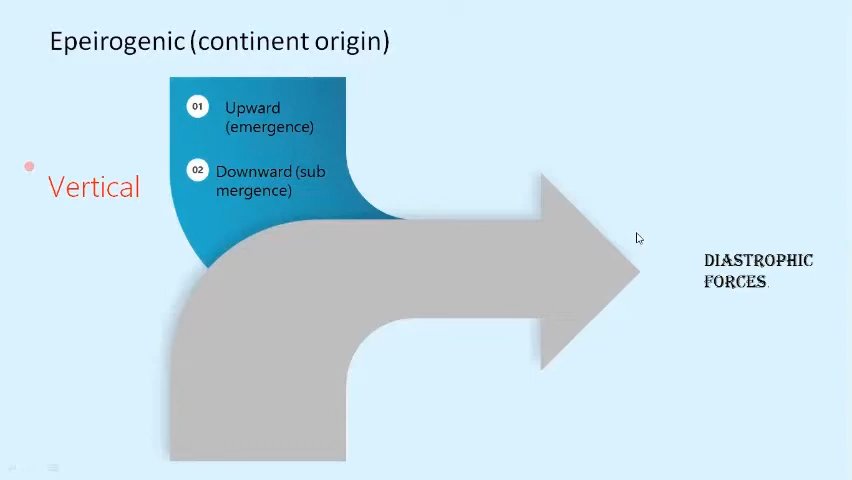 Epeirogenic (continent origin)
01 Upward
(emergence)
02 Downward (sub
mergence)
Vertical
DIASTROPHIC
FORCES.